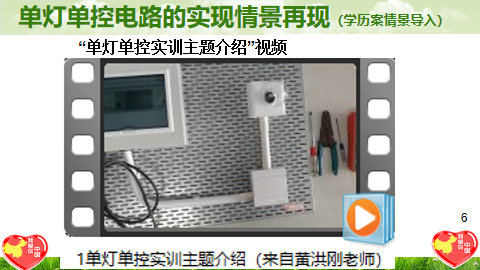 单灯单控电路的实现情景再现（学历案情景导入）
“单灯单控实训主题介绍”视频
6
1单灯单控实训主题介绍（来自黄洪刚老师）